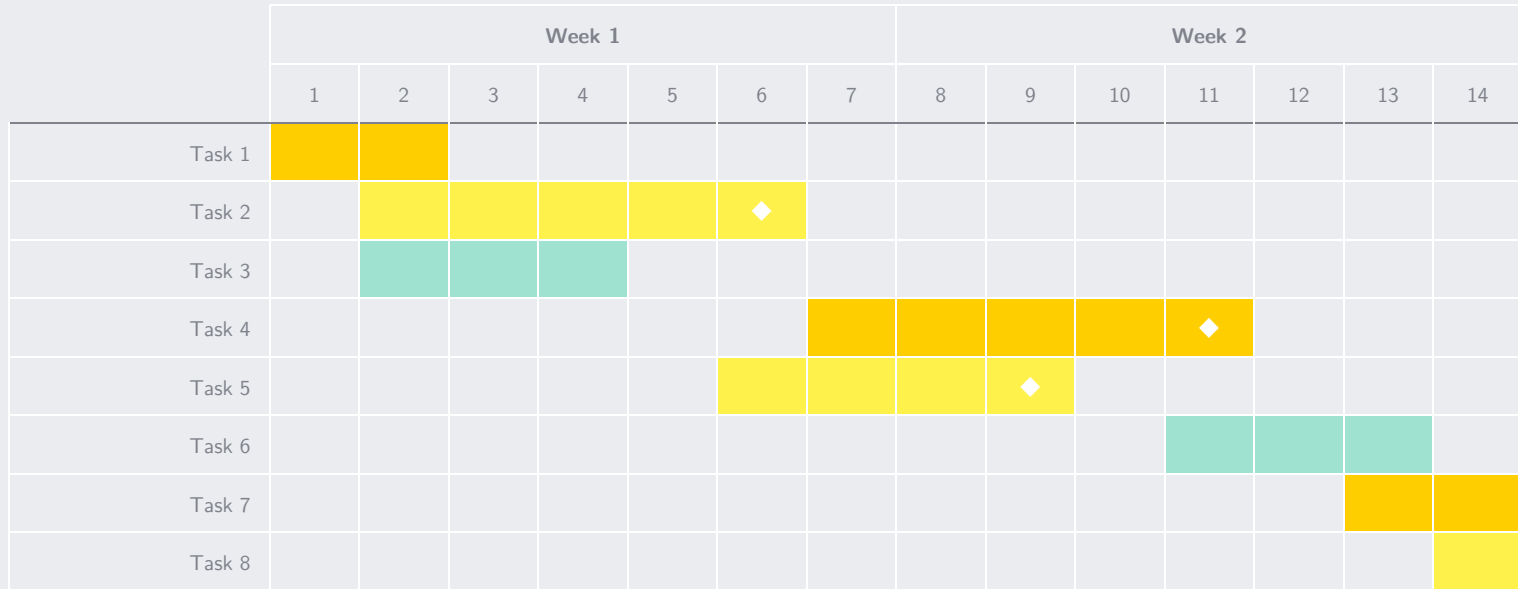 Week 1 Week 2
1 2 3 4 5 6 7 8 9 10 11 12 13 14
Task 1
Task 2
Task 3
Task 4
Task 5
Task 6
Task 7
Task 8